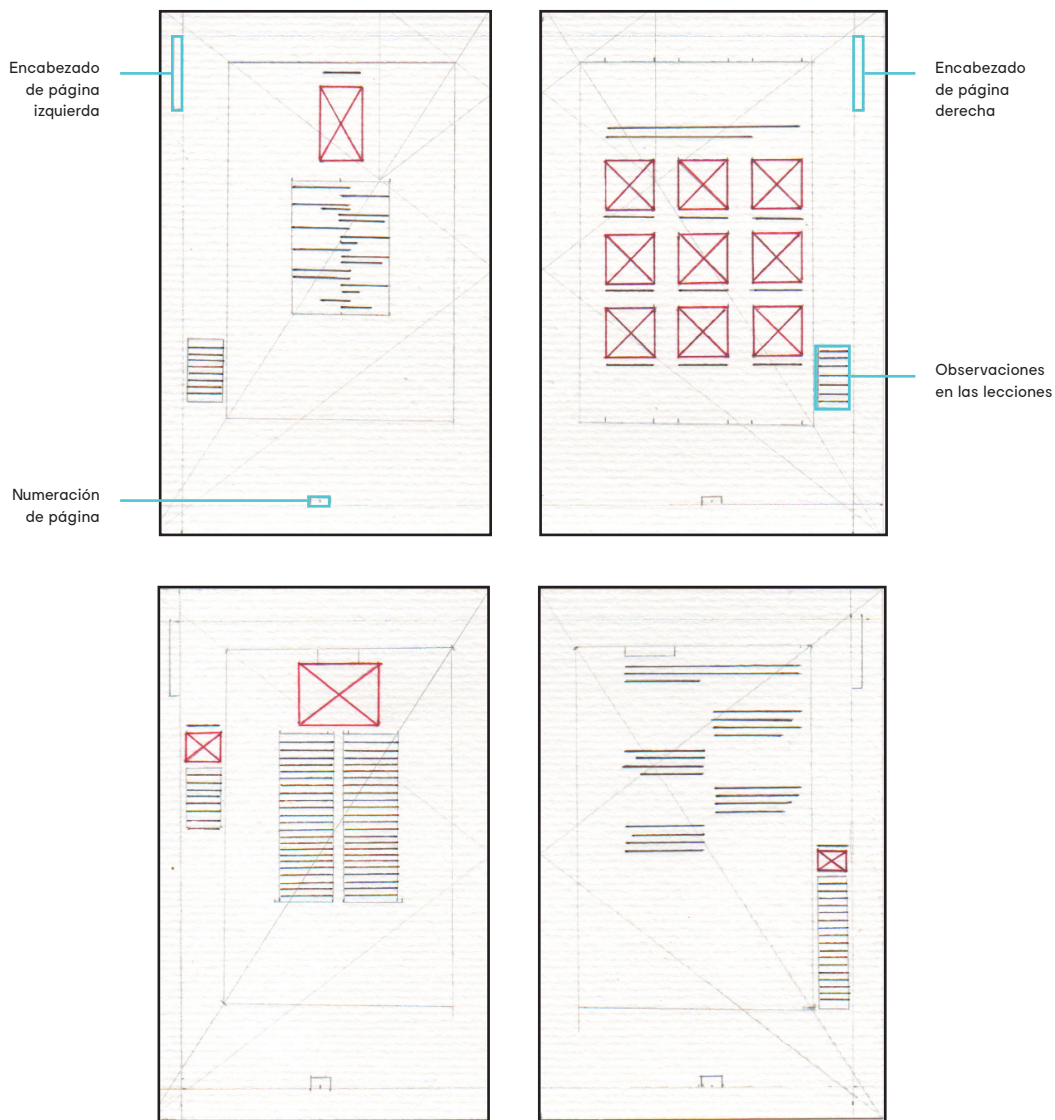 Encabezado
de página
izquierda
Encabezado
de página
derecha
Observaciones
en las lecciones
Numeración
de página